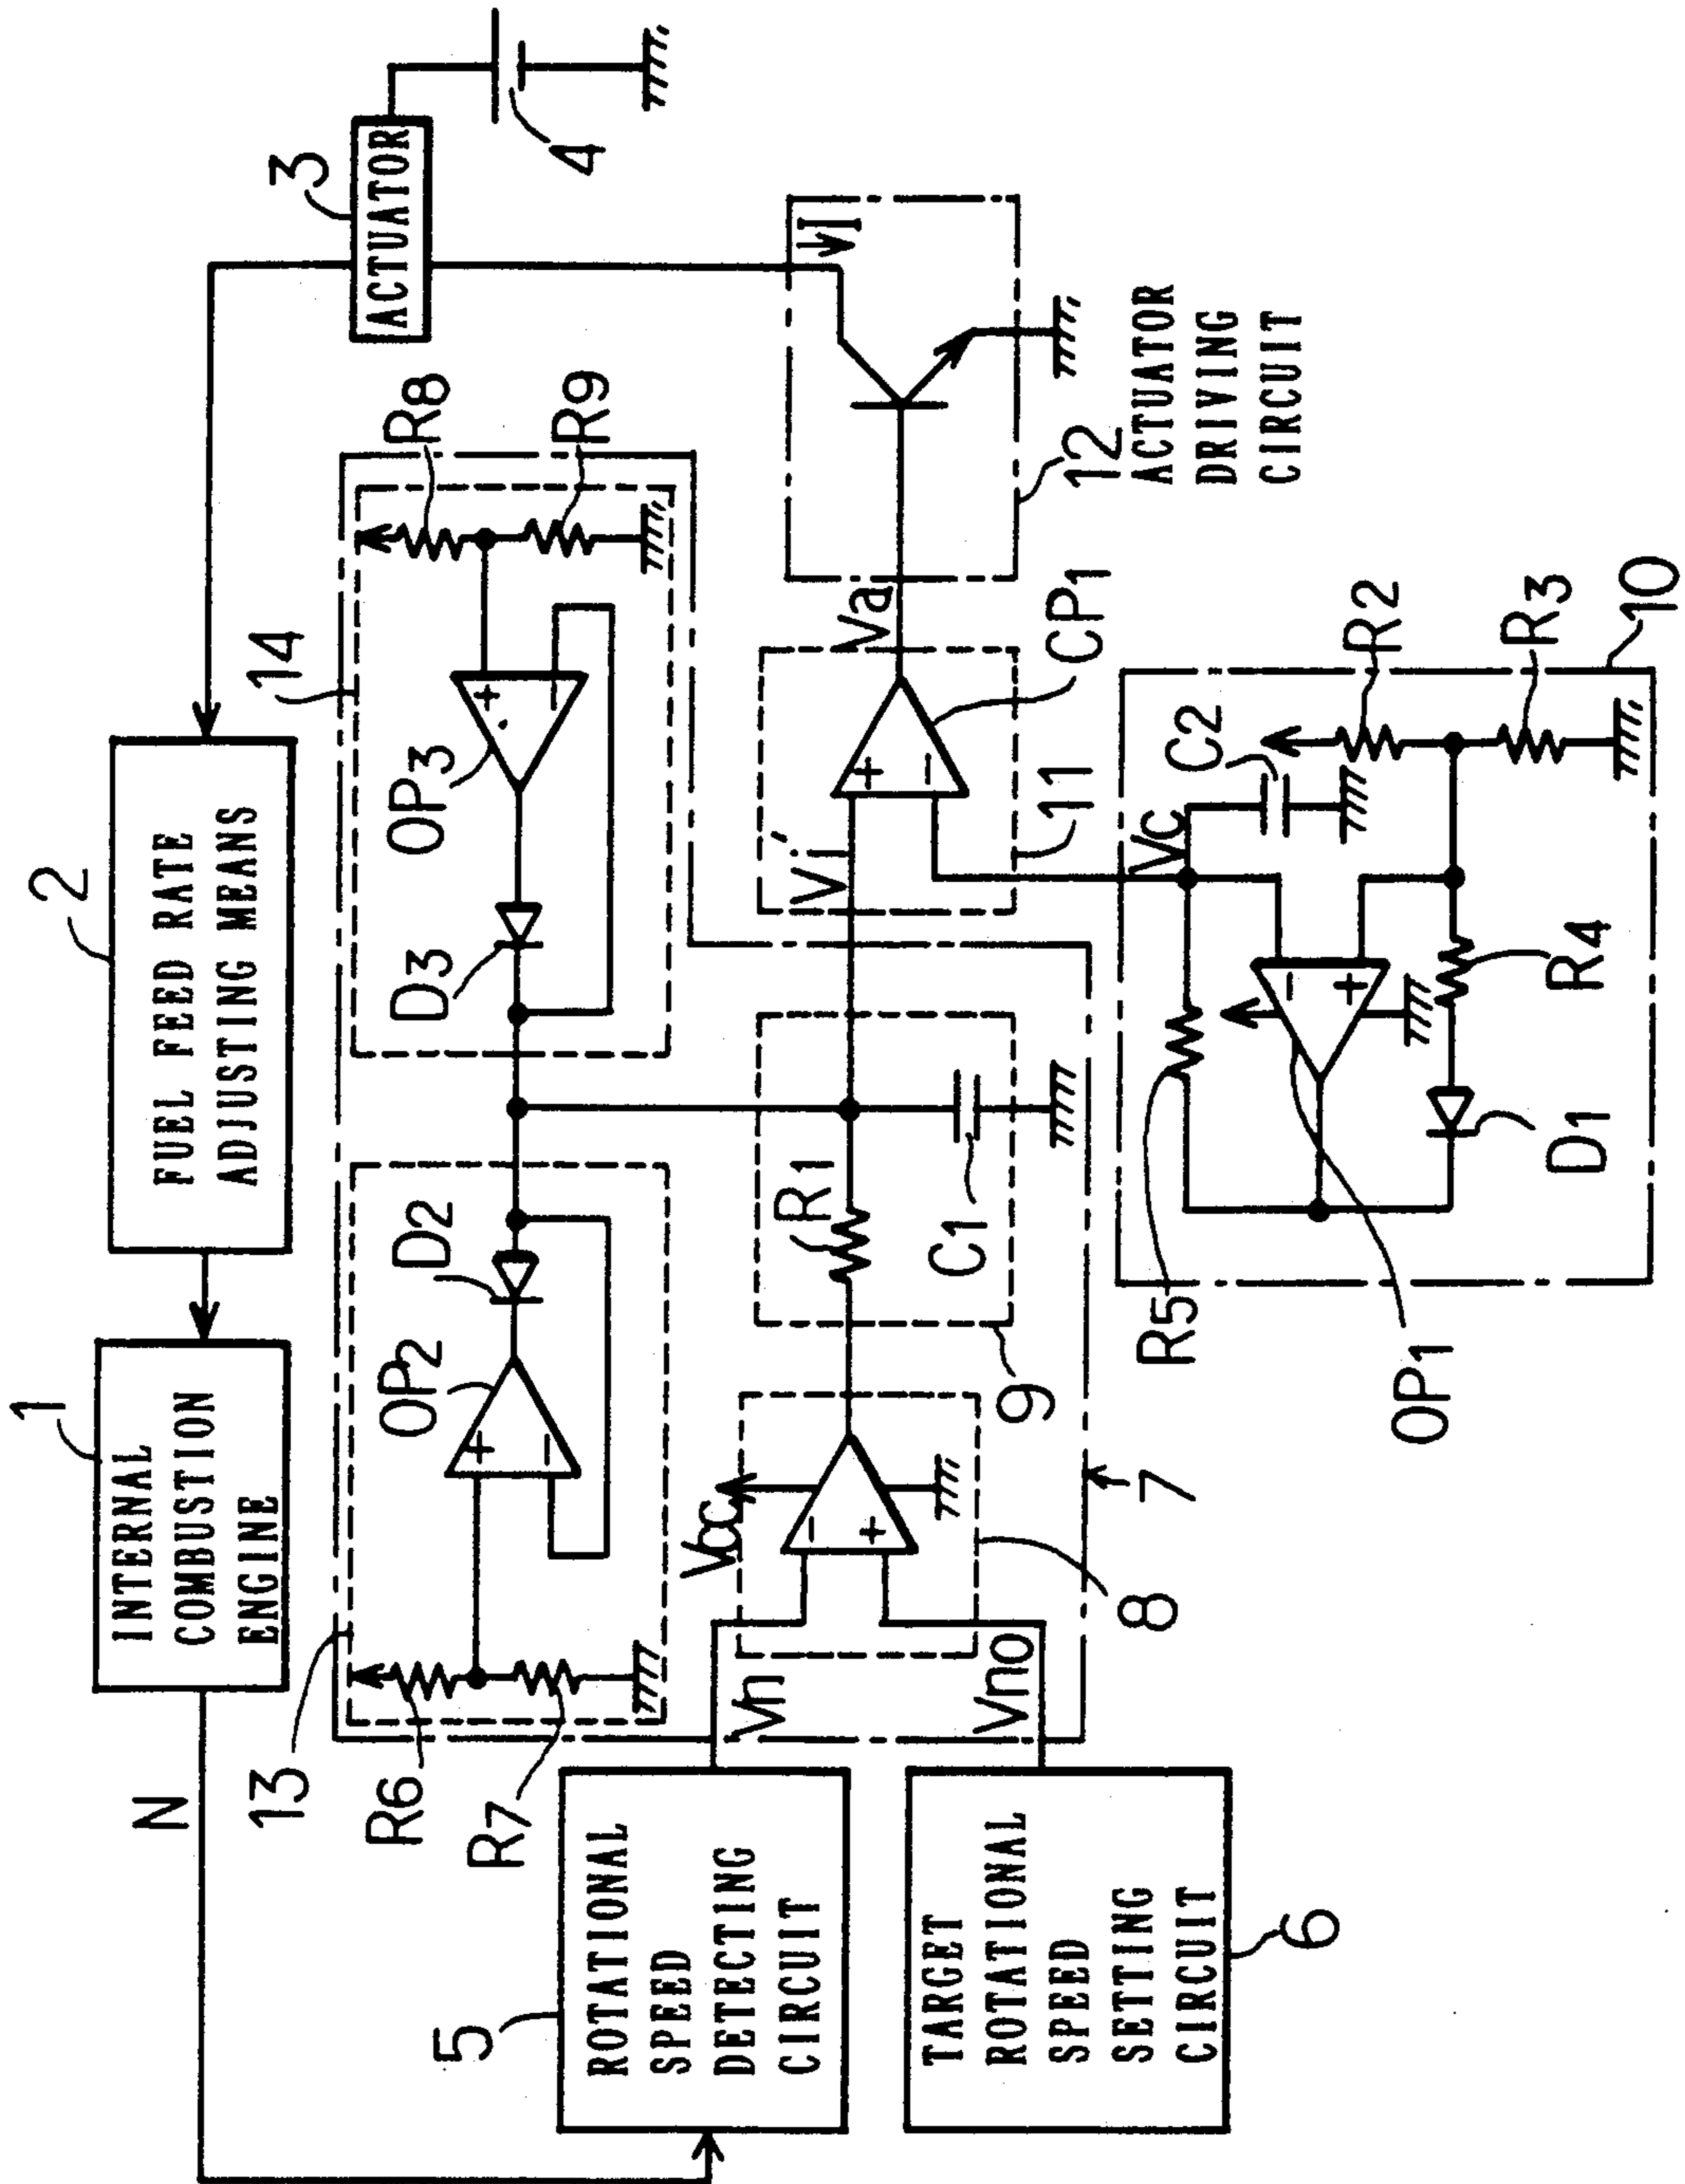 1
INTERNAL
COMBUSTION
ENGINE
2
FUEL FEED RATE
ADJUSTING MEANS
3
ACTUATOR
4
N
13
R6
R7
+
−
OP2
D2
14
D3
OP3
+
−
R8
R9
5
ROTATIONAL
SPEED
DETECTING
CIRCUIT
TARGET
ROTATIONAL
SPEED
SETTING
CIRCUIT
6
Vn
Vno
Vcc
−
+
8
7
9
R1
C1
Vi'
+
−
11
CP1
Va
I
12
ACTUATOR
DRIVING
CIRCUIT
10
Vc
C2
R2
R3
R4
R5
−
+
OP1
D1